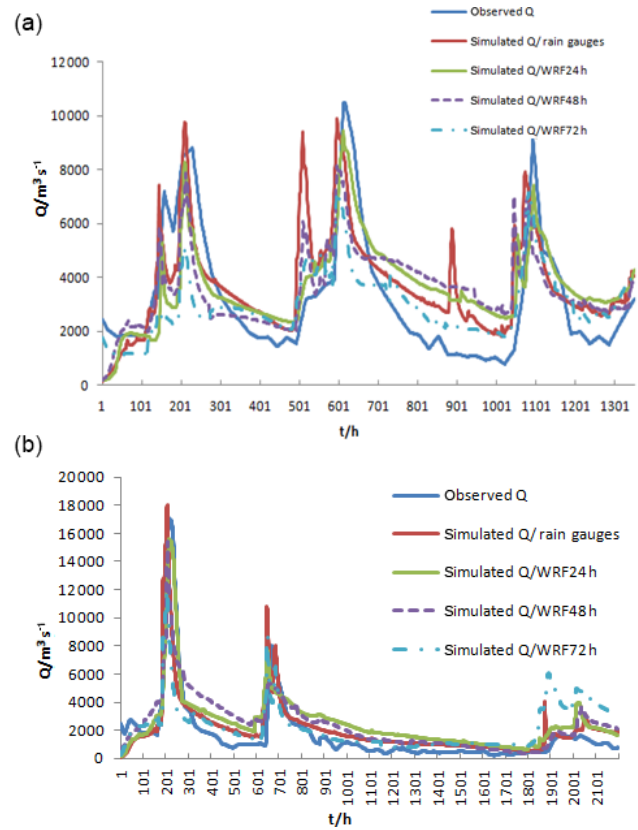 (a)
Observed Q
Simulated Q/rain gauges
Simulated Q/WRF24h
Simulated Q/WRF48h
Simulated Q/WRF72h
Q/m³ s⁻¹
12000
10000
8000
6000
4000
2000
0
1 101 201 301 401 501 601 701 801 901 1001 1101 1201 1301
t/h
(b)
Observed Q
Simulated Q/rain gauges
Simulated Q/WRF24h
Simulated Q/WRF48h
Simulated Q/WRF72h
Q/m³ s⁻¹
20000
18000
16000
14000
12000
10000
8000
6000
4000
2000
0
1 101 201 301 401 501 601 701 801 901 1001 1101 1201 1301 1401 1501 1601 1701 1801 1901 2001 2101
t/h